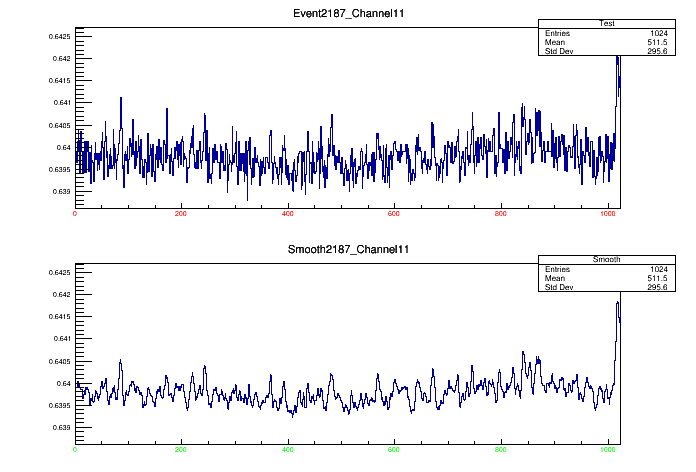 Event2187_Channel11
Test
Entries 1024
Mean 511.5
Std Dev 295.6
0.6425
0.642
0.6415
0.641
0.6405
0.64
0.6395
0.639
0 200 400 600 800 1000
Smooth2187_Channel11
Smooth
Entries 1024
Mean 511.5
Std Dev 295.6
0.6425
0.642
0.6415
0.641
0.6405
0.64
0.6395
0.639
0 200 400 600 800 1000